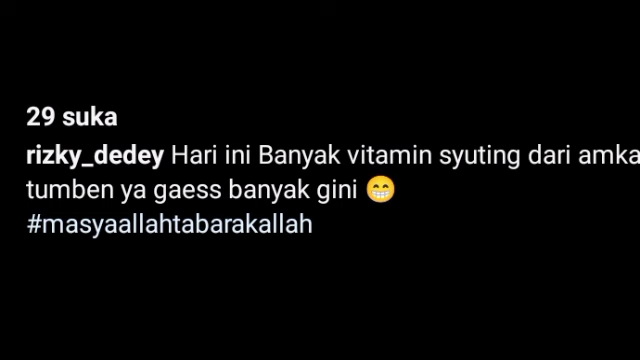 29 suka
rizky_dedey Hari ini Banyak vitamin syuting dari amka
tumben ya gaess banyak gini 😁
#masyaallahtabarakallah